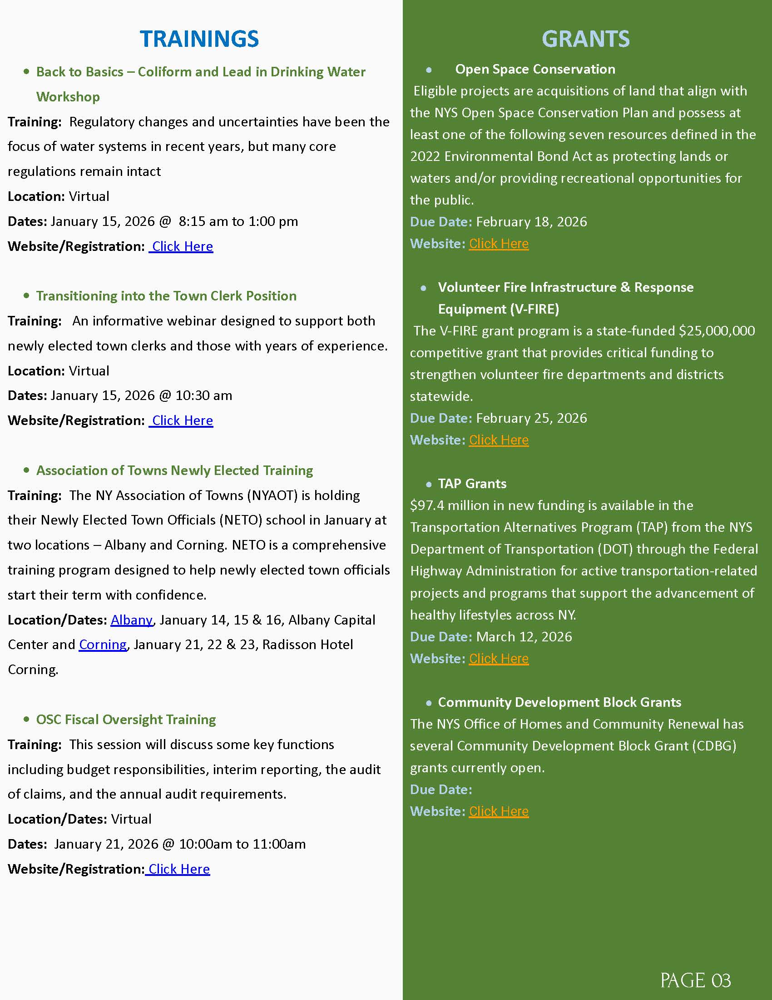 TRAININGS
• Back to Basics – Coliform and Lead in Drinking Water
Workshop
Training: Regulatory changes and uncertainties have been the
focus of water systems in recent years, but many core
regulations remain intact
Location: Virtual
Dates: January 15, 2026 @ 8:15 am to 1:00 pm
Website/Registration: Click Here
• Transitioning into the Town Clerk Position
Training: An informative webinar designed to support both
newly elected town clerks and those with years of experience.
Location: Virtual
Dates: January 15, 2026 @ 10:30 am
Website/Registration: Click Here
• Association of Towns Newly Elected Training
Training: The NY Association of Towns (NYAOT) is holding
their Newly Elected Town Officials (NETO) school in January at
two locations – Albany and Corning. NETO is a comprehensive
training program designed to help newly elected town officials
start their term with confidence.
Location/Dates: Albany, January 14, 15 & 16, Albany Capital
Center and Corning, January 21, 22 & 23, Radisson Hotel
Corning.
• OSC Fiscal Oversight Training
Training: This session will discuss some key functions
including budget responsibilities, interim reporting, the audit
of claims, and the annual audit requirements.
Location/Dates: Virtual
Dates: January 21, 2026 @ 10:00am to 11:00am
Website/Registration: Click Here
GRANTS
• Open Space Conservation
Eligible projects are acquisitions of land that align with
the NYS Open Space Conservation Plan and possess at
least one of the following seven resources defined in the
2022 Environmental Bond Act as protecting lands or
waters and/or providing recreational opportunities for
the public.
Due Date: February 18, 2026
Website: Click Here
• Volunteer Fire Infrastructure & Response
Equipment (V-FIRE)
The V-FIRE grant program is a state-funded $25,000,000
competitive grant that provides critical funding to
strengthen volunteer fire departments and districts
statewide.
Due Date: February 25, 2026
Website: Click Here
• TAP Grants
$97.4 million in new funding is available in the
Transportation Alternatives Program (TAP) from the NYS
Department of Transportation (DOT) through the Federal
Highway Administration for active transportation-related
projects and programs that support the advancement of
healthy lifestyles across NY.
Due Date: March 12, 2026
Website: Click Here
• Community Development Block Grants
The NYS Office of Homes and Community Renewal has
several Community Development Block Grant (CDBG)
grants currently open.
Due Date:
Website: Click Here
PAGE 03